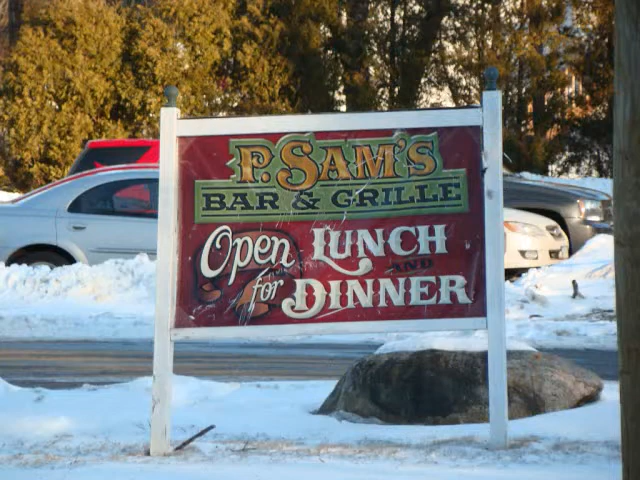 P. SAM'S
BAR & GRILLE
Open LUNCH
for AND
DINNER